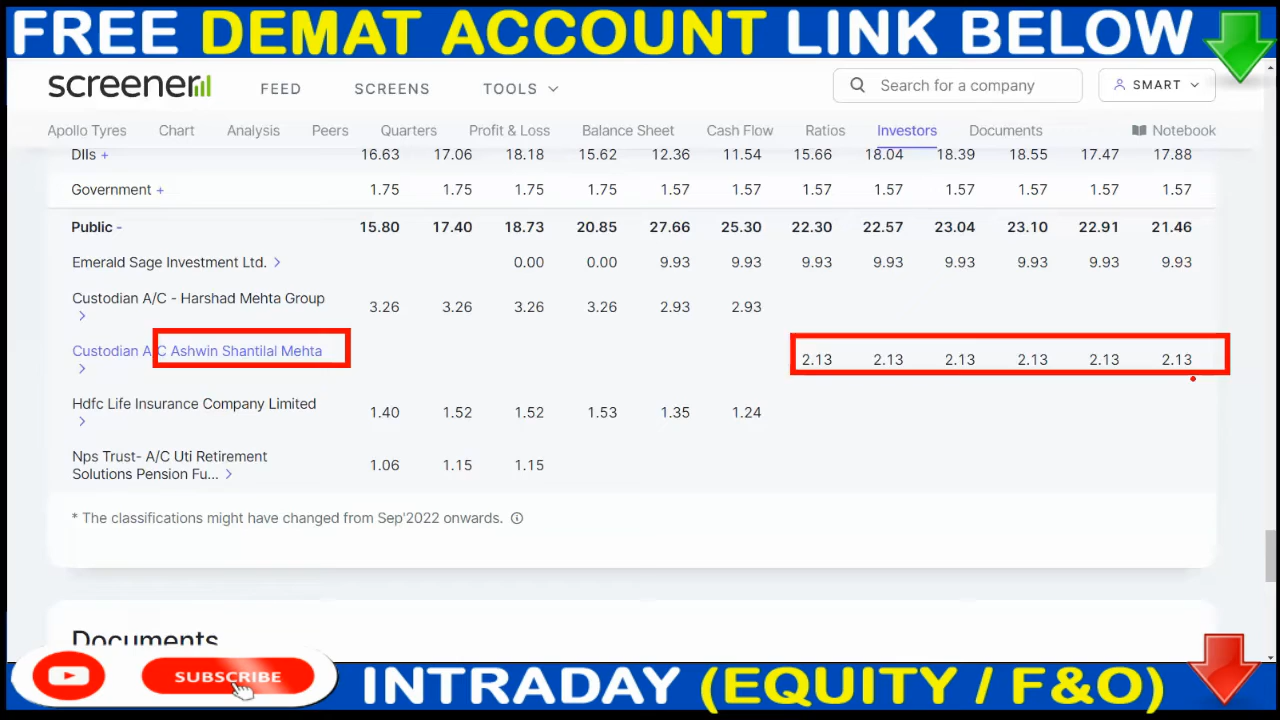 FREE DEMAT ACCOUNT LINK BELOW
screener FEED SCREENS TOOLS Search for a company SMART
Apollo Tyres Chart Analysis Peers Quarters Profit & Loss Balance Sheet Cash Flow Ratios Investors Documents Notebook
DIIs + 16.63 17.06 18.18 15.62 12.36 11.54 15.66 18.04 18.39 18.55 17.47 17.88
Government + 1.75 1.75 1.75 1.75 1.57 1.57 1.57 1.57 1.57 1.57 1.57 1.57
Public - 15.80 17.40 18.73 20.85 27.66 25.30 22.30 22.57 23.04 23.10 22.91 21.46
Emerald Sage Investment Ltd. > 0.00 0.00 9.93 9.93 9.93 9.93 9.93 9.93 9.93 9.93
Custodian A/C - Harshad Mehta Group > 3.26 3.26 3.26 3.26 2.93 2.93
Custodian A/C Ashwin Shantilal Mehta > 2.13 2.13 2.13 2.13 2.13 2.13
Hdfc Life Insurance Company Limited > 1.40 1.52 1.52 1.53 1.35 1.24
Nps Trust- A/C Uti Retirement
Solutions Pension Fu... > 1.06 1.15 1.15
* The classifications might have changed from Sep'2022 onwards.
Documents
SUBSCRIBE
INTRADAY (EQUITY / F&O)